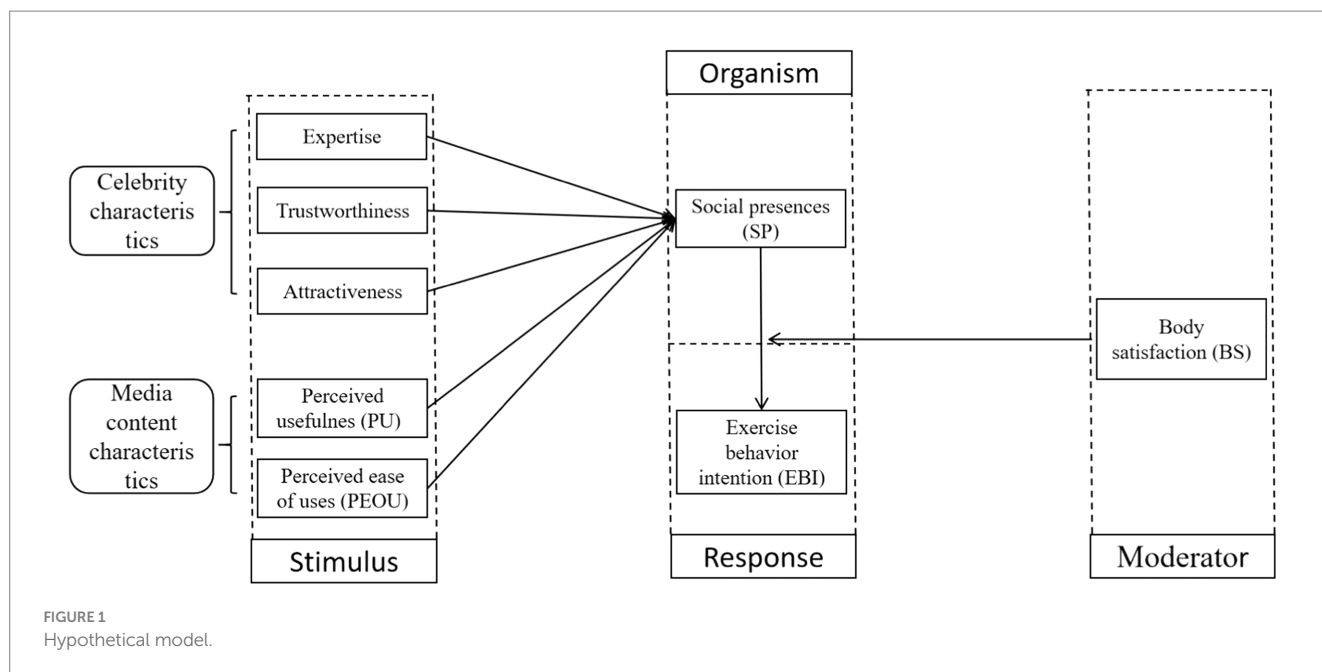 Organism
Celebrity
characteris
tics
Expertise
Trustworthiness
Attractiveness
Social presences
(SP)
Body
satisfaction (BS)
Media
content
characteris
tics
Perceived
usefulnes (PU)
Perceived ease
of uses (PEOU)
Exercise
behavior
intention (EBI)
Stimulus
Response
Moderator
FIGURE 1
Hypothetical model.